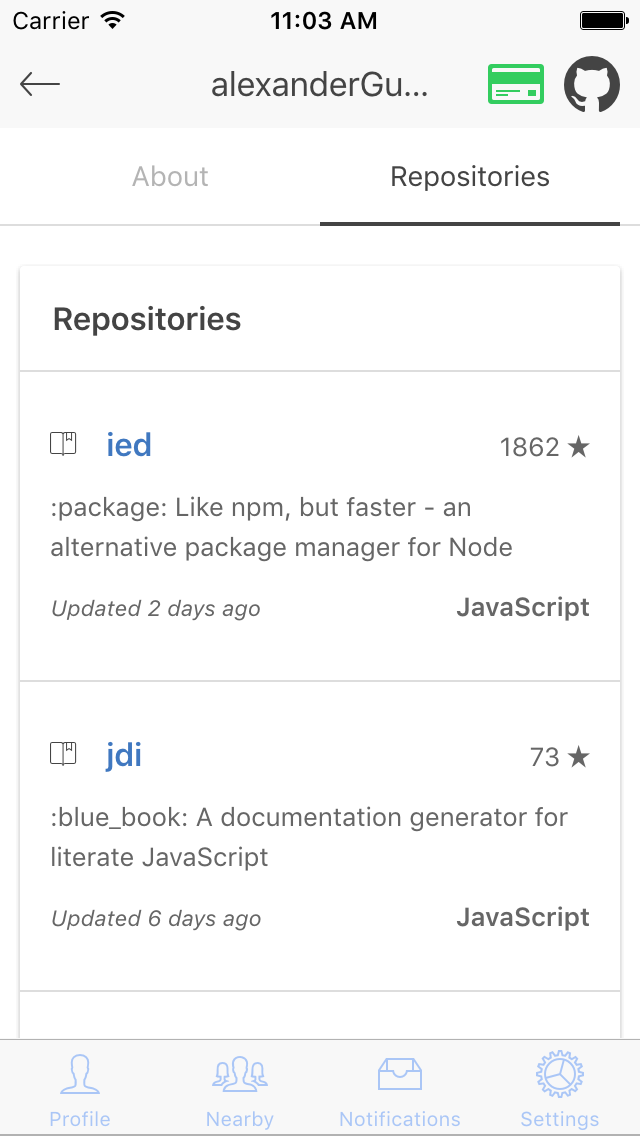 Carrier 11:03 AM
alexanderGu...
About Repositories
Repositories
ied 1862 ★
:package: Like npm, but faster - an
alternative package manager for Node
Updated 2 days ago JavaScript
jdi 73 ★
:blue_book: A documentation generator for
literate JavaScript
Updated 6 days ago JavaScript
Profile Nearby Notifications Settings